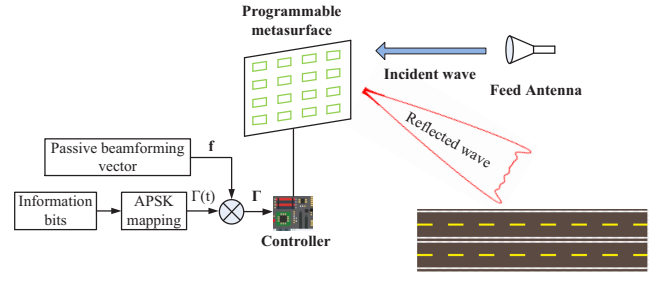 Programmable
metasurface
Incident wave
Feed Antenna
Reflected wave
Passive beamforming
vector
f
Information
bits
APSK
mapping
Γ(t)
Γ
Controller